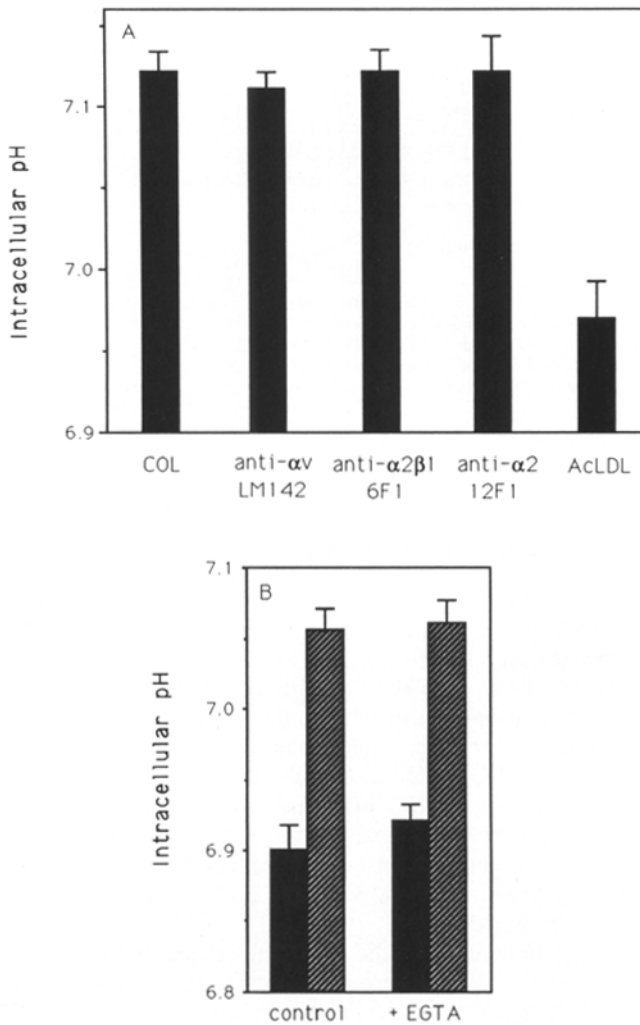 A
Intracellular pH
7.1
7.0
6.9
COL
anti-αv
LM142
anti-α2β1
6F1
anti-α2
12F1
AcLDL
B
Intracellular pH
7.1
7.0
6.9
6.8
control
+ EGTA